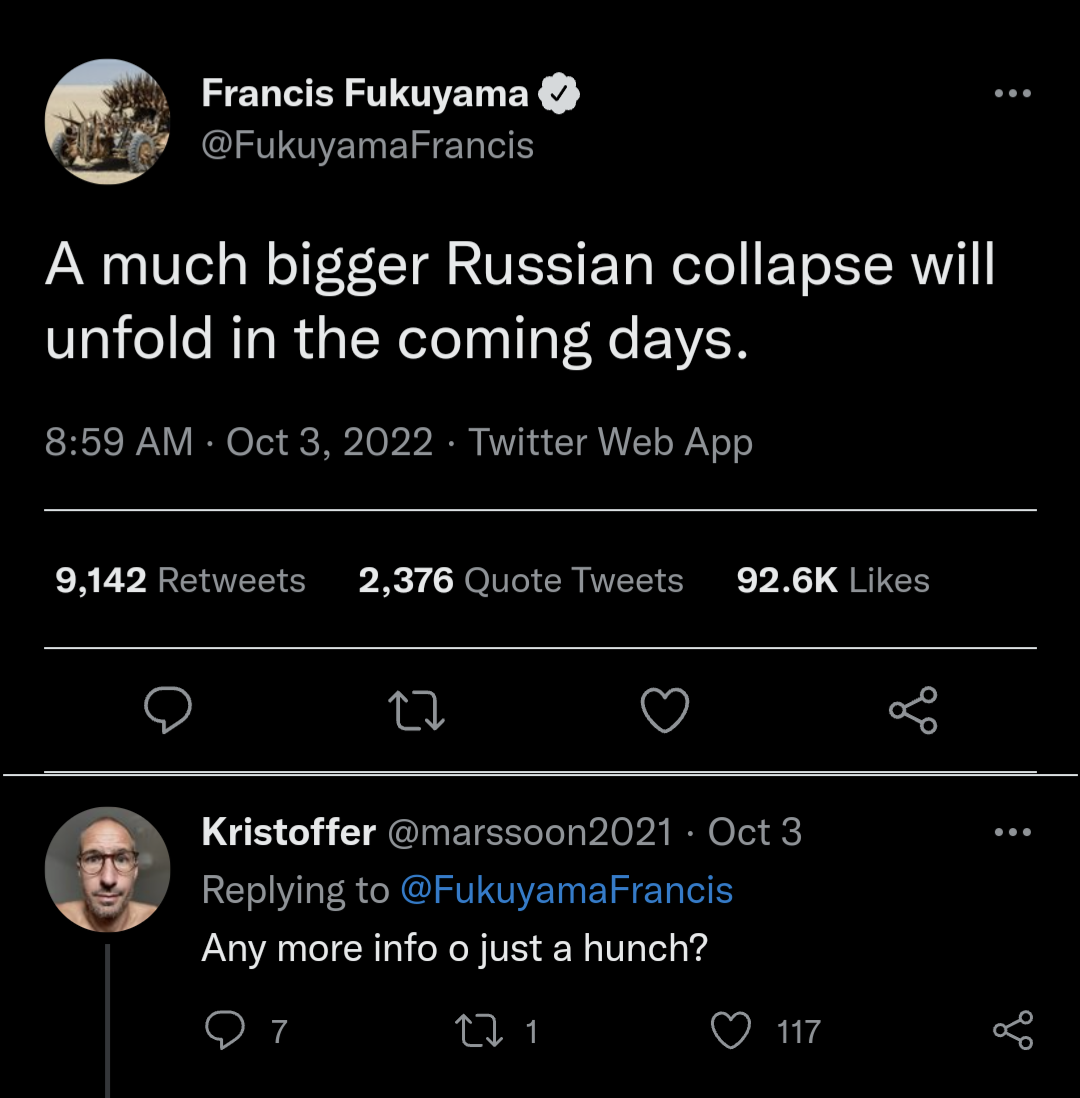 Francis Fukuyama
@FukuyamaFrancis
A much bigger Russian collapse will
unfold in the coming days.
8:59 AM · Oct 3, 2022 · Twitter Web App
9,142 Retweets 2,376 Quote Tweets 92.6K Likes
Kristoffer @marssoon2021 · Oct 3
Replying to @FukuyamaFrancis
Any more info o just a hunch?
7 1 117